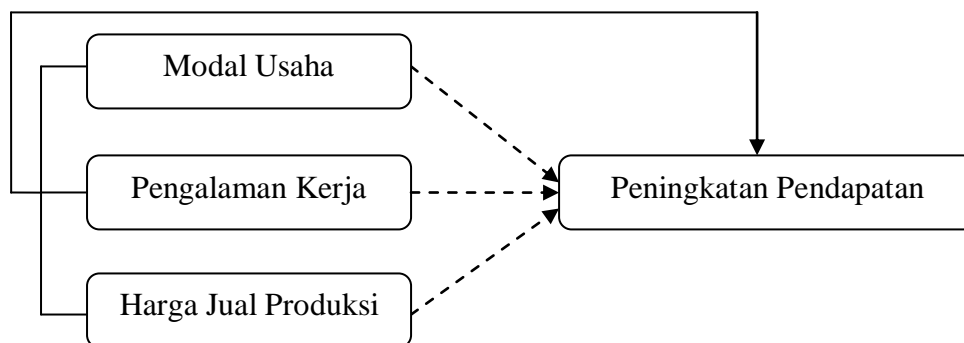 Modal Usaha
Pengalaman Kerja
Peningkatan Pendapatan
Harga Jual Produksi